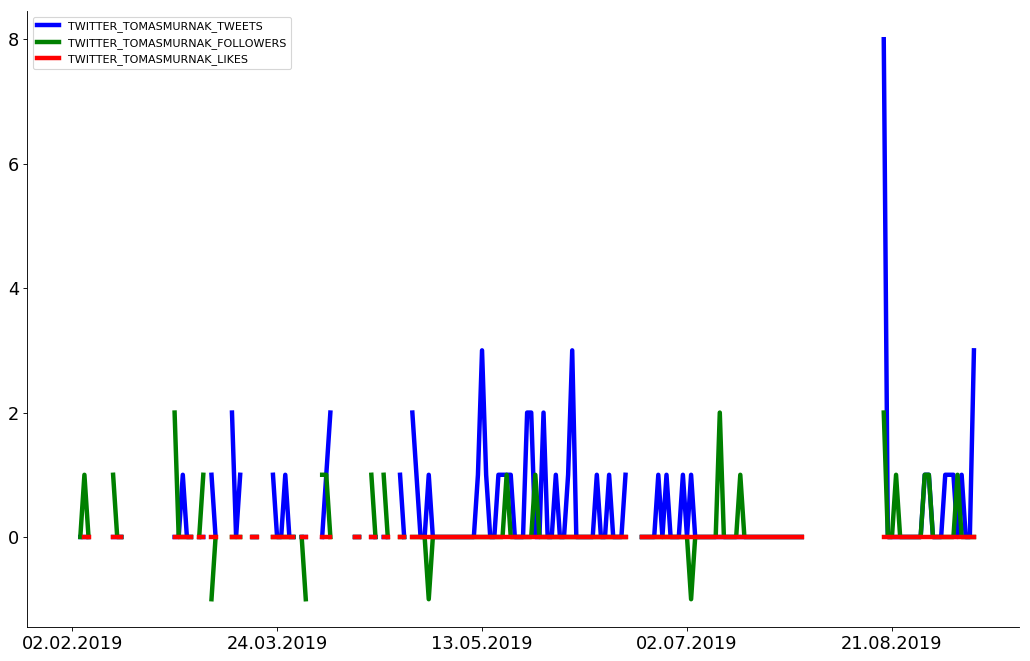 TWITTER_TOMASMURNAK_TWEETS
TWITTER_TOMASMURNAK_FOLLOWERS
TWITTER_TOMASMURNAK_LIKES
8
6
4
2
0
02.02.2019 24.03.2019 13.05.2019 02.07.2019 21.08.2019